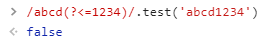 > /abcd(?<=1234)/.test('abcd1234')
< false